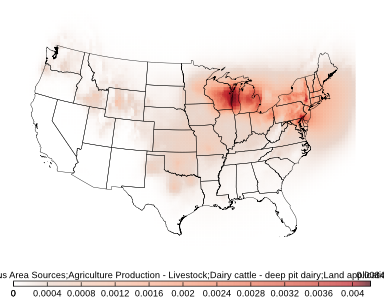 us Area Sources;Agriculture Production - Livestock;Dairy cattle - deep pit dairy;Land
0 0.0004 0.0008 0.0012 0.0016 0.002 0.0024 0.0028 0.0032 0.0036 0.004
0